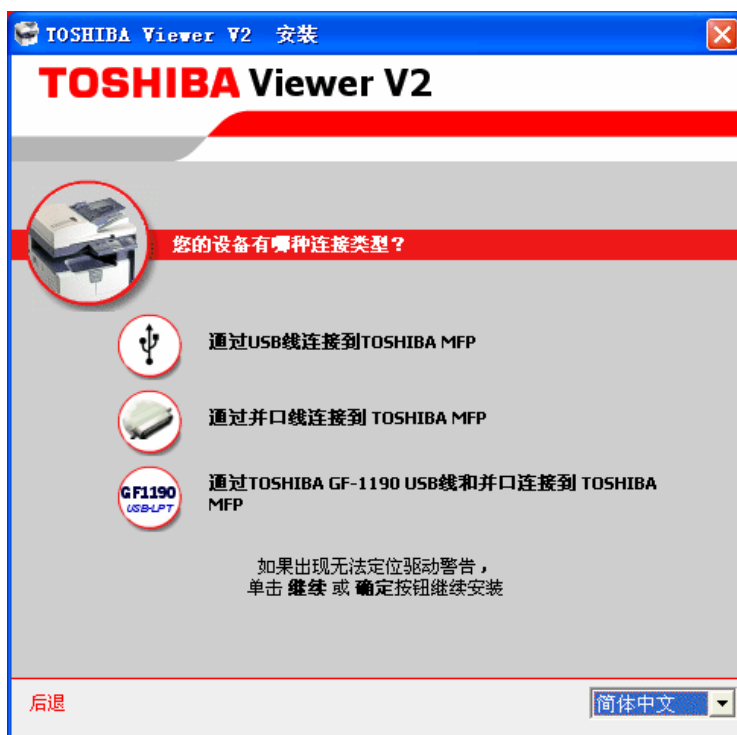 TOSHIBA Viewer V2 安装
TOSHIBA Viewer V2
您的设备有哪种连接类型？
通过USB线连接到TOSHIBA MFP
通过并口线连接到 TOSHIBA MFP
GF1190
USB-LPT
通过TOSHIBA GF-1190 USB线和并口连接到 TOSHIBA
MFP
如果出现无法定位驱动警告，
单击 继续 或 确定按钮继续安装
后退
简体中文